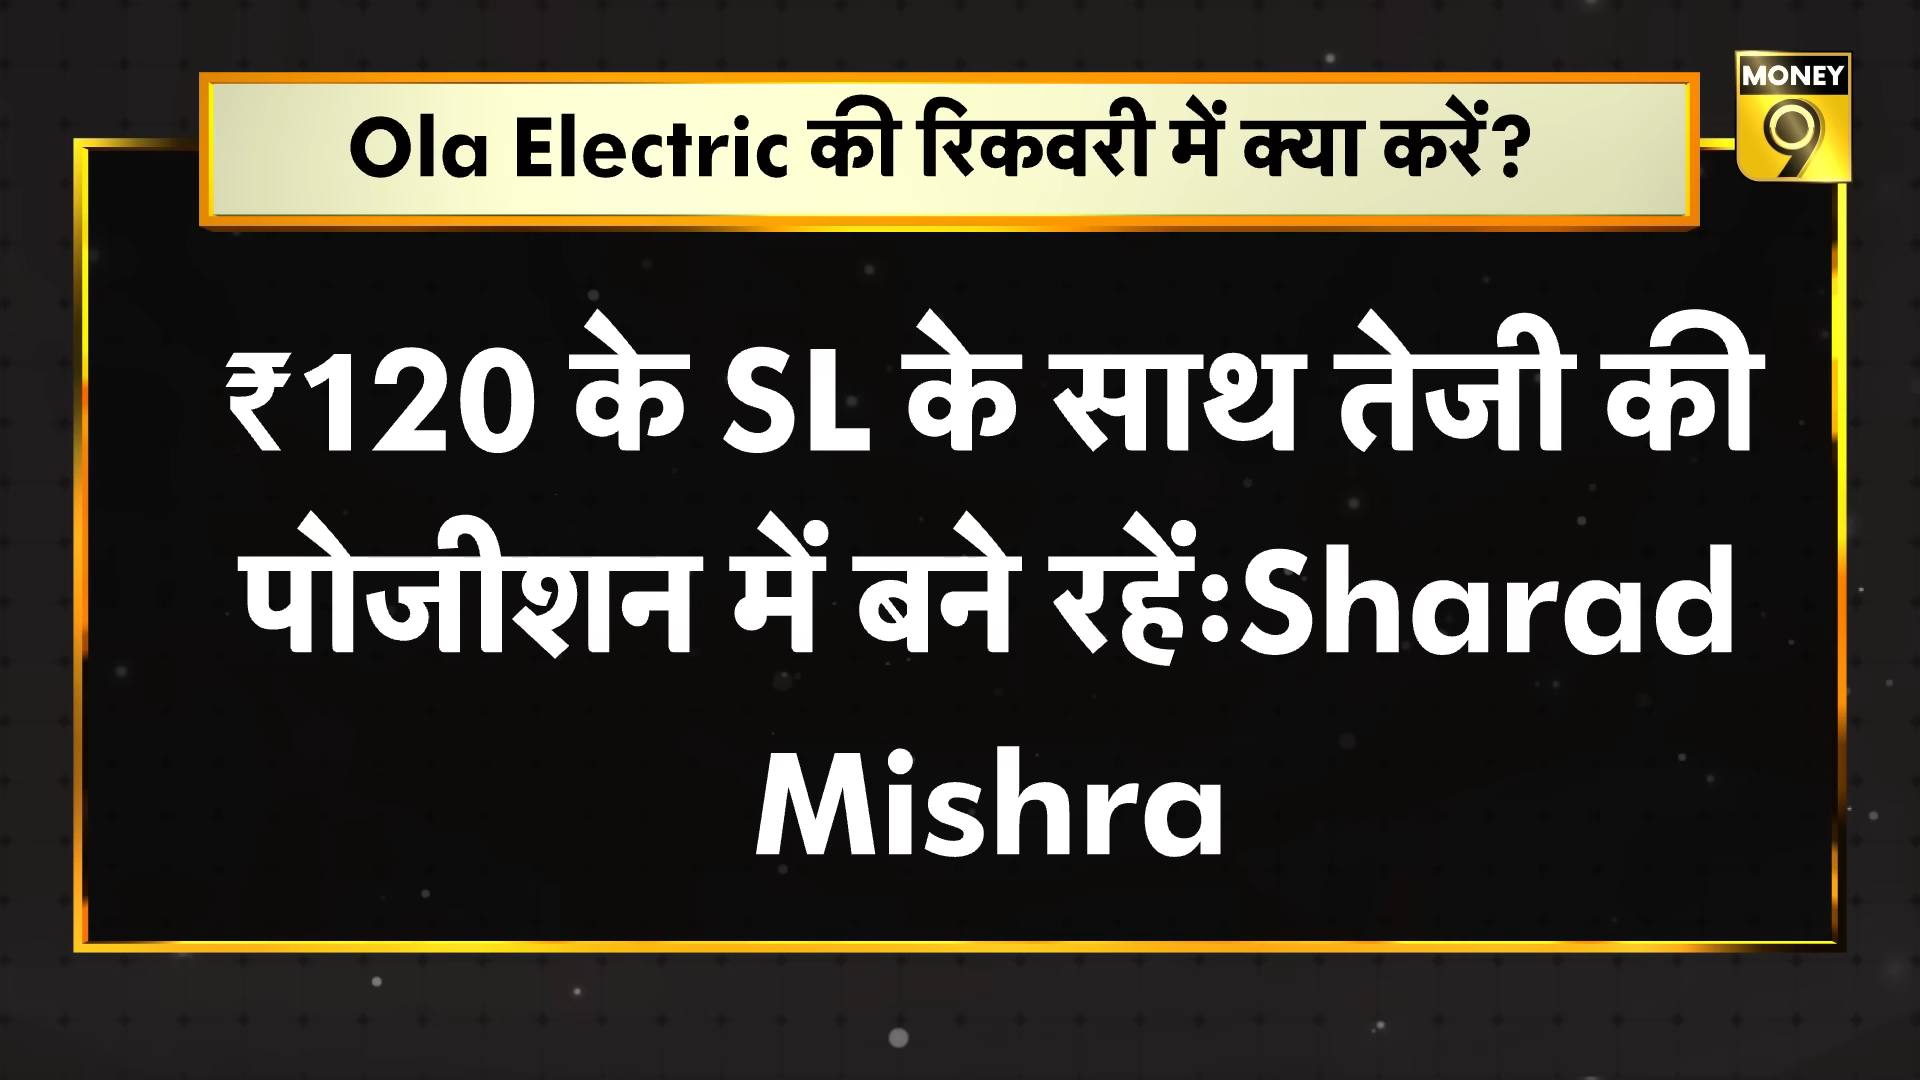 MONEY
9
Ola Electric की रिकवरी में क्या करें?
₹120 के SL के साथ तेजी की
पोजीशन में बने रहें:Sharad
Mishra